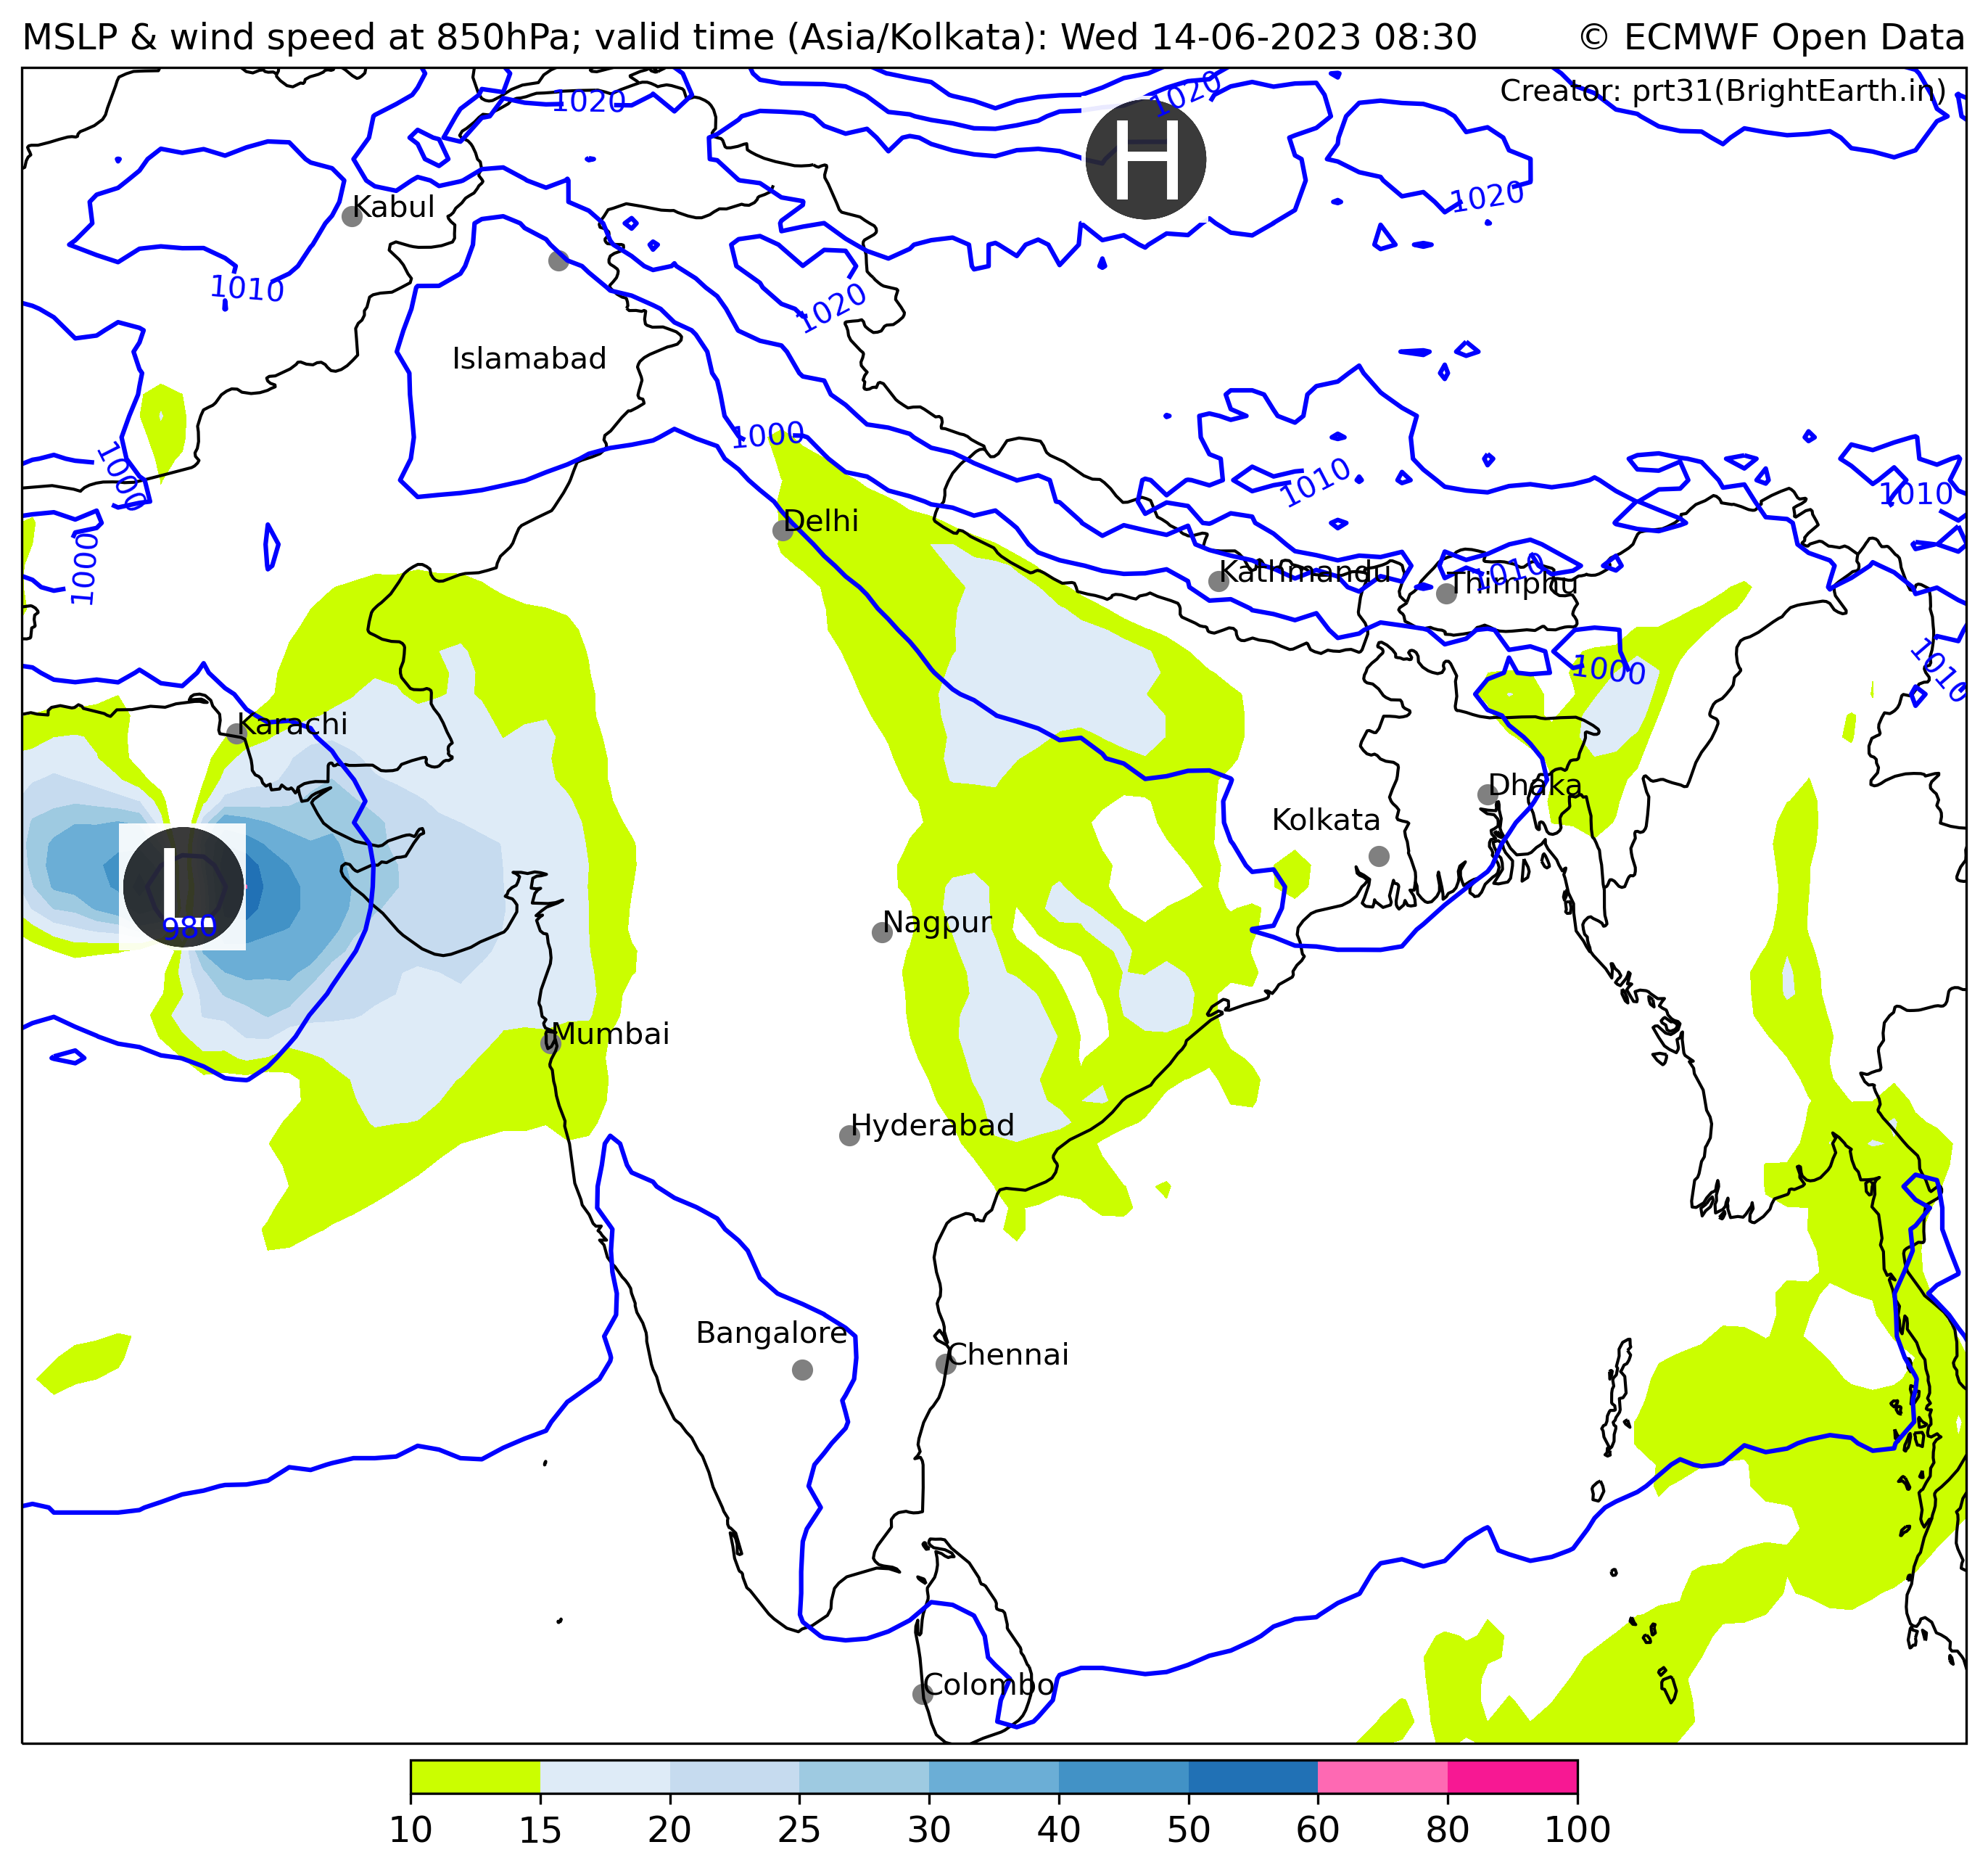 MSLP & wind speed at 850hPa; valid time (Asia/Kolkata): Wed 14-06-2023 08:30 © ECMWF Open Data
Creator: prt31(BrightEarth.in)
1020
1020
H
1020
Kabul
1010
1020
Islamabad
1000
1000
1010
1010
Delhi
1000
Kathmandu
1010
Thimphu
1000
1010
Karachi
Dhaka
Kolkata
L
980
Nagpur
Mumbai
Hyderabad
Bangalore
Chennai
Colombo
10 15 20 25 30 40 50 60 80 100